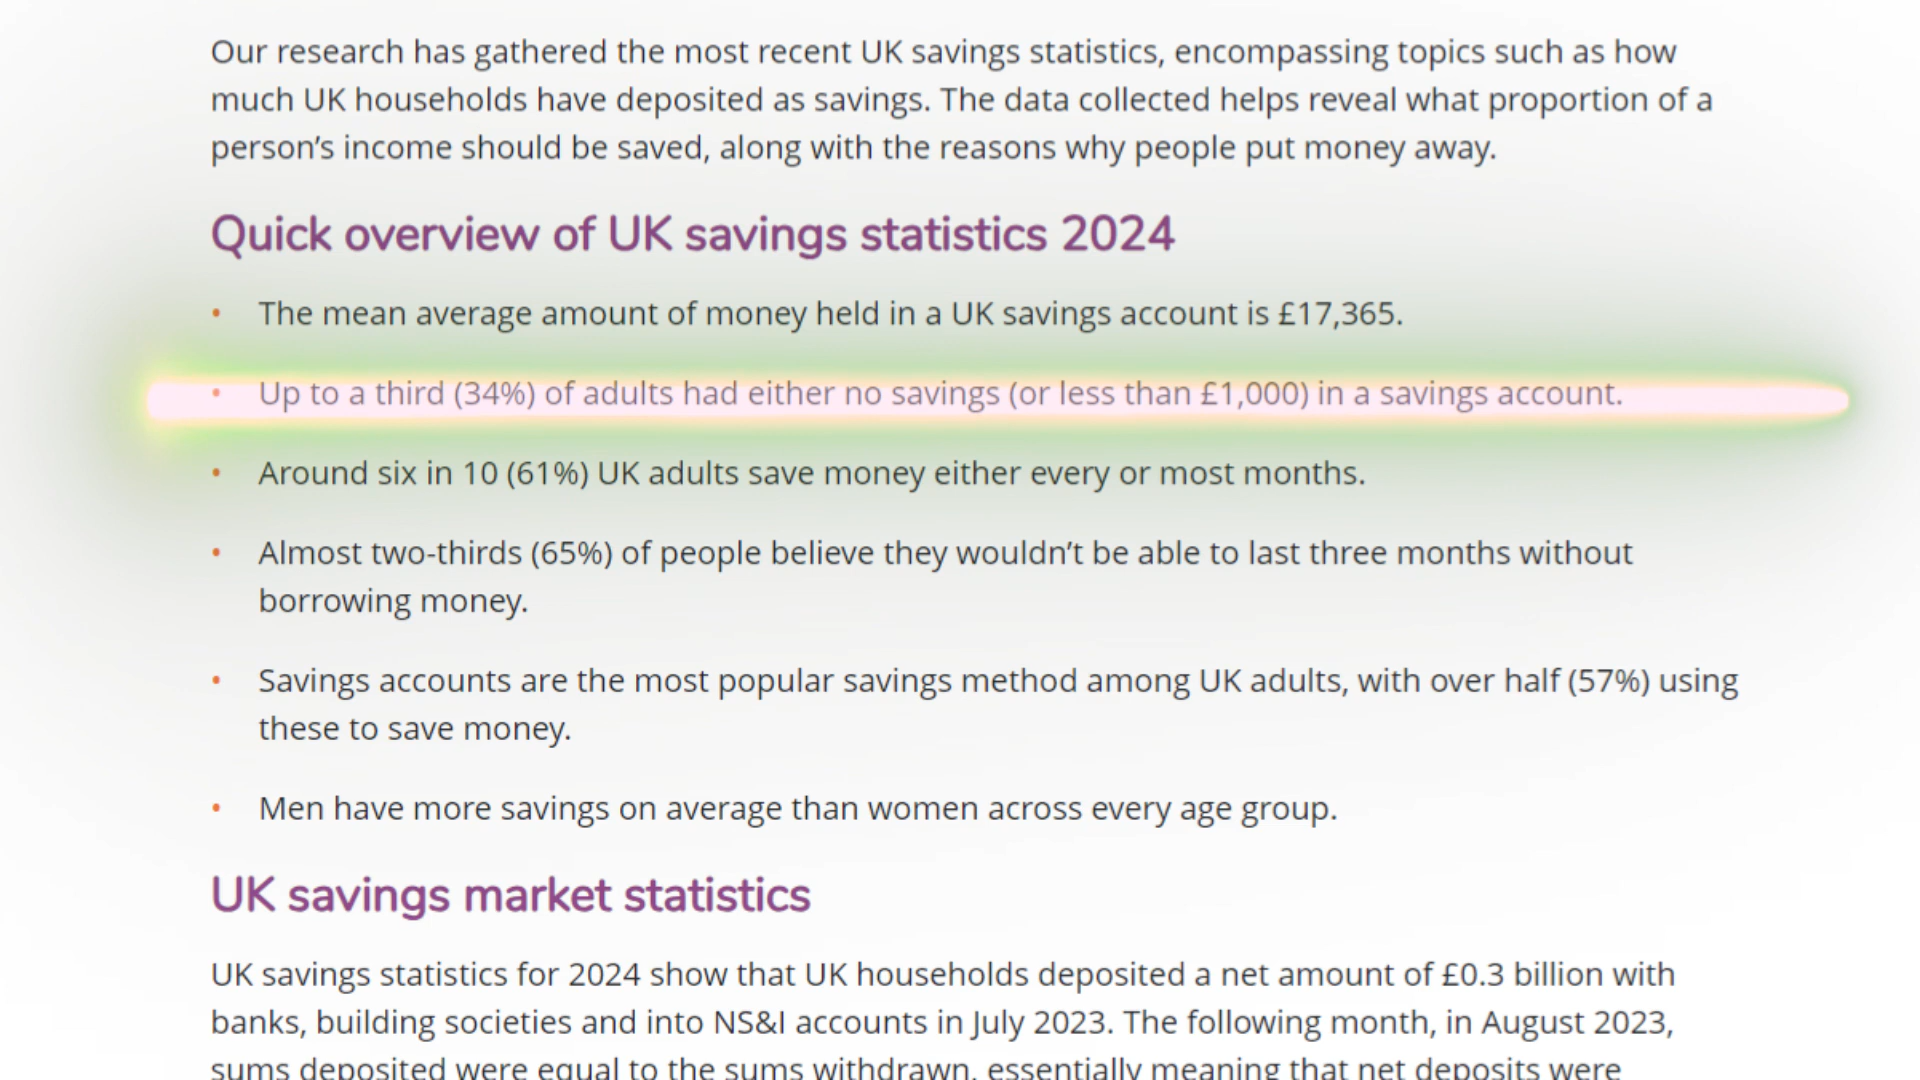 Our research has gathered the most recent UK savings statistics, encompassing topics such as how
much UK households have deposited as savings. The data collected helps reveal what proportion of a
person’s income should be saved, along with the reasons why people put money away.
Quick overview of UK savings statistics 2024
• The mean average amount of money held in a UK savings account is £17,365.
• Up to a third (34%) of adults had either no savings (or less than £1,000) in a savings account.
• Around six in 10 (61%) UK adults save money either every or most months.
• Almost two-thirds (65%) of people believe they wouldn’t be able to last three months without
borrowing money.
• Savings accounts are the most popular savings method among UK adults, with over half (57%) using
these to save money.
• Men have more savings on average than women across every age group.
UK savings market statistics
UK savings statistics for 2024 show that UK households deposited a net amount of £0.3 billion with
banks, building societies and into NS&I accounts in July 2023. The following month, in August 2023,
sums deposited were equal to the sums withdrawn, essentially meaning that net deposits were